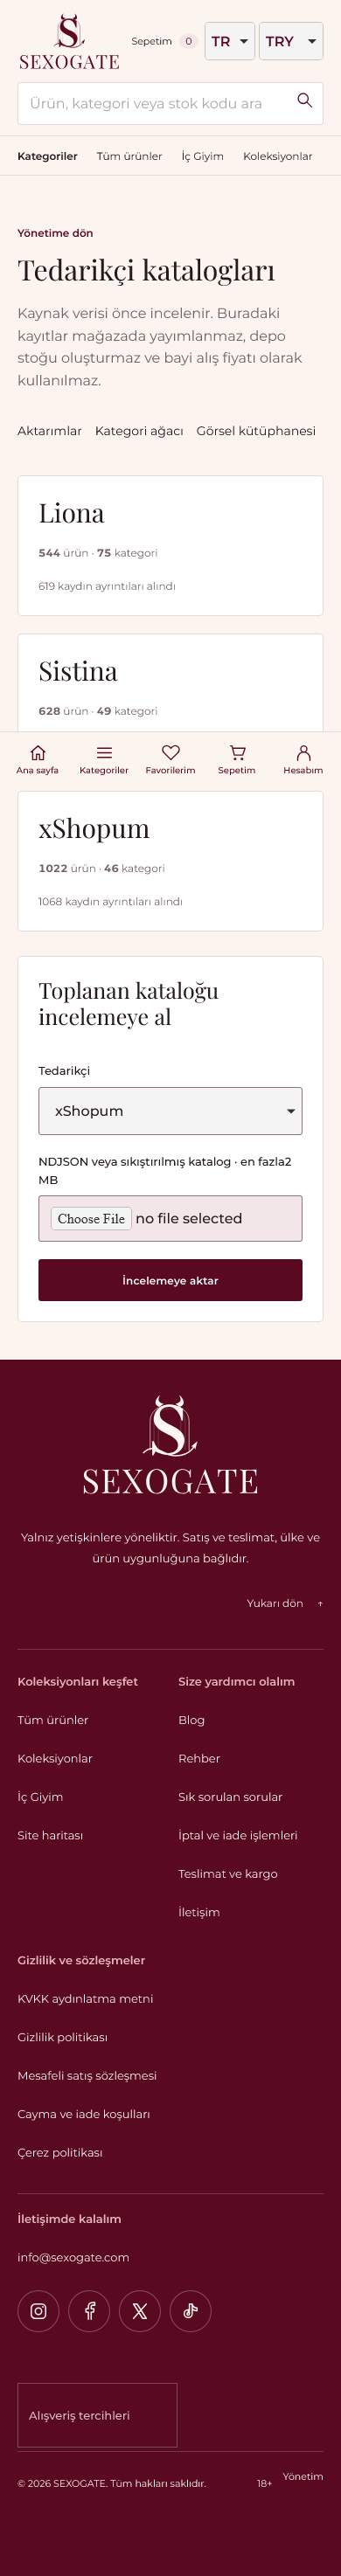 SEXOGATE
Sepetim 0 TR TRY
Ürün, kategori veya stok kodu ara
Kategoriler Tüm ürünler İç Giyim Koleksiyonlar
Yönetime dön
Tedarikçi katalogları
Kaynak verisi önce incelenir. Buradaki
kayıtlar mağazada yayımlanmaz, depo
stoğu oluşturmaz ve bayi alış fiyatı olarak
kullanılmaz.
Aktarımlar Kategori ağacı Görsel kütüphanesi
Liona
544 ürün · 75 kategori
619 kaydın ayrıntıları alındı
Sistina
628 ürün · 49 kategori
Ana sayfa Kategoriler Favorilerim Sepetim Hesabım
xShopum
1022 ürün · 46 kategori
1068 kaydın ayrıntıları alındı
Toplanan kataloğu
incelemeye al
Tedarikçi
xShopum
NDJSON veya sıkıştırılmış katalog · en fazla2
MB
Choose File no file selected
İncelemeye aktar
SEXOGATE
Yalnız yetişkinlere yöneliktir. Satış ve teslimat, ülke ve
ürün uygunluğuna bağlıdır.
Yukarı dön ↑
Koleksiyonları keşfet
Tüm ürünler
Koleksiyonlar
İç Giyim
Site haritası
Size yardımcı olalım
Blog
Rehber
Sık sorulan sorular
İptal ve iade işlemleri
Teslimat ve kargo
İletişim
Gizlilik ve sözleşmeler
KVKK aydınlatma metni
Gizlilik politikası
Mesafeli satış sözleşmesi
Cayma ve iade koşulları
Çerez politikası
İletişimde kalalım
info@sexogate.com
Alışveriş tercihleri
© 2026 SEXOGATE. Tüm hakları saklıdır. 18+ Yönetim